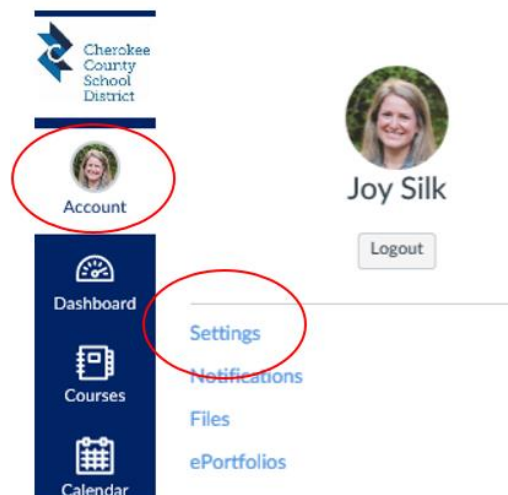 Cherokee
County
School
District
Account
Dashboard
Courses
Calendar
Joy Silk
Logout
Settings
Notifications
Files
ePortfolios